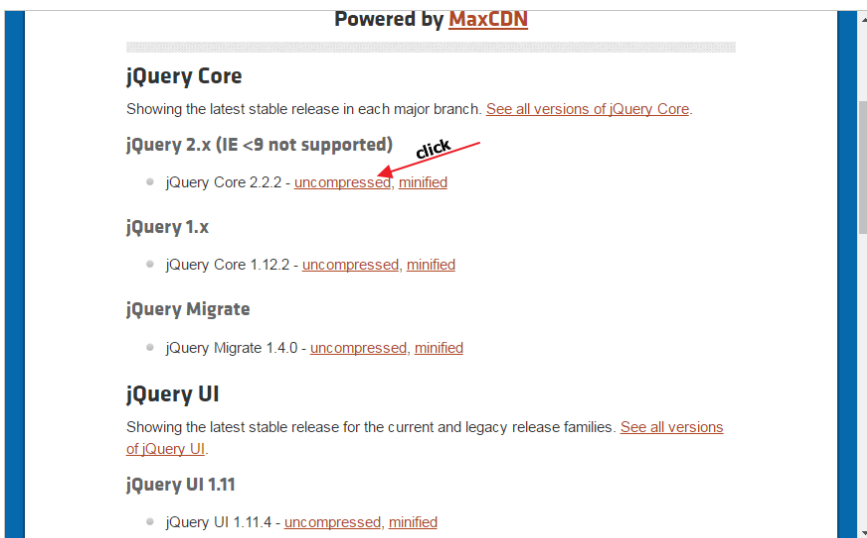 Powered by MaxCDN
jQuery Core
Showing the latest stable release in each major branch. See all versions of jQuery Core.
jQuery 2.x (IE <9 not supported)
click
jQuery Core 2.2.2 - uncompressed, minified
jQuery 1.x
jQuery Core 1.12.2 - uncompressed, minified
jQuery Migrate
jQuery Migrate 1.4.0 - uncompressed, minified
jQuery UI
Showing the latest stable release for the current and legacy release families. See all versions
of jQuery UI.
jQuery UI 1.11
jQuery UI 1.11.4 - uncompressed, minified